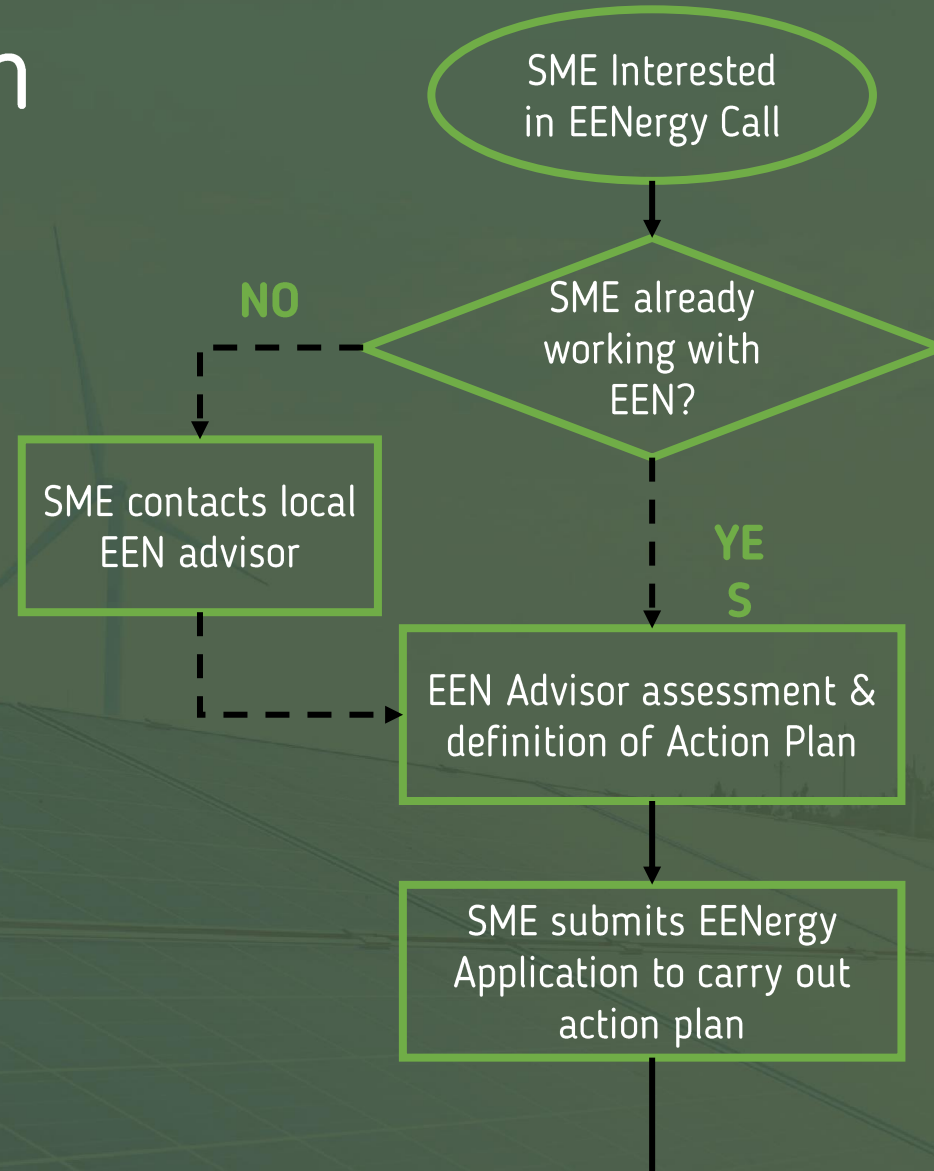 n
SME Interested
in EENergy Call
NO
SME already
working with
EEN?
SME contacts local
EEN advisor
YE
S
EEN Advisor assessment &
definition of Action Plan
SME submits EENergy
Application to carry out
action plan